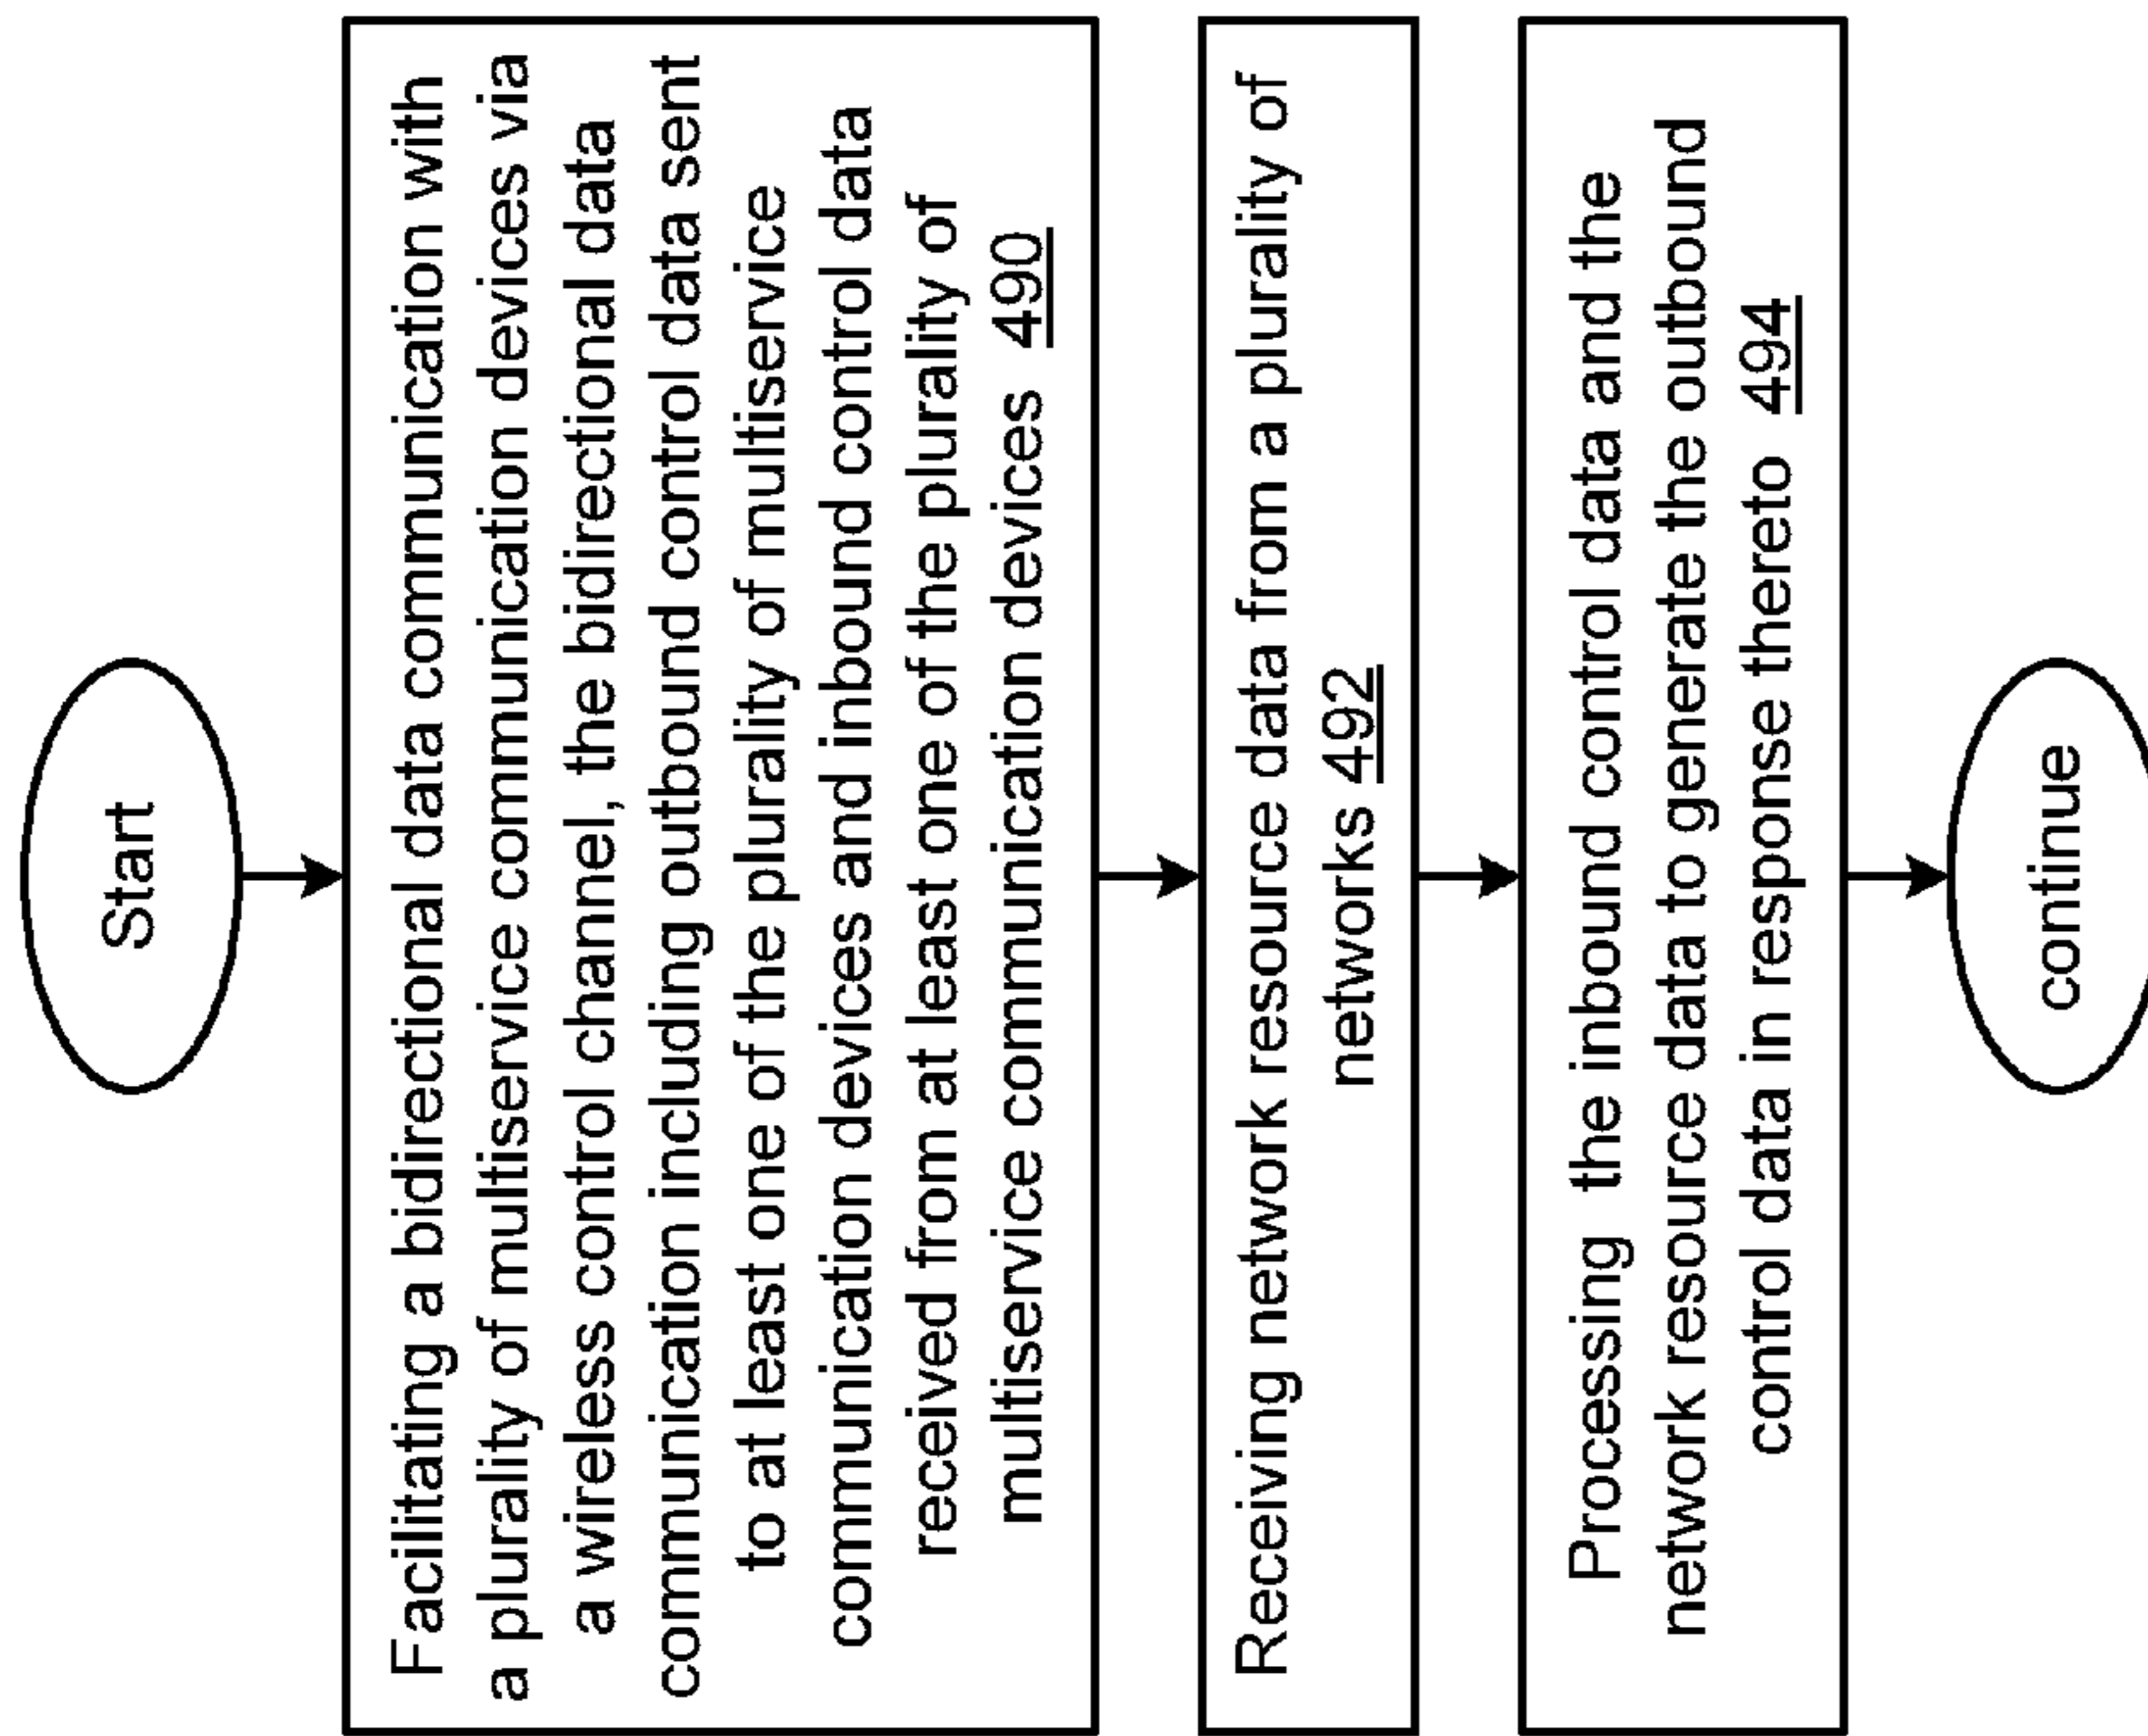 Start
Facilitating a bidirectional data communication with
a plurality of multiservice communication devices via
a wireless control channel, the bidirectional data
communication including outbound control data sent
to at least one of the plurality of multiservice
communication devices and inbound control data
received from at least one of the plurality of
multiservice communication devices 490
Receiving network resource data from a plurality of
networks 492
Processing the inbound control data and the
network resource data to generate the outbound
control data in response thereto 494
continue